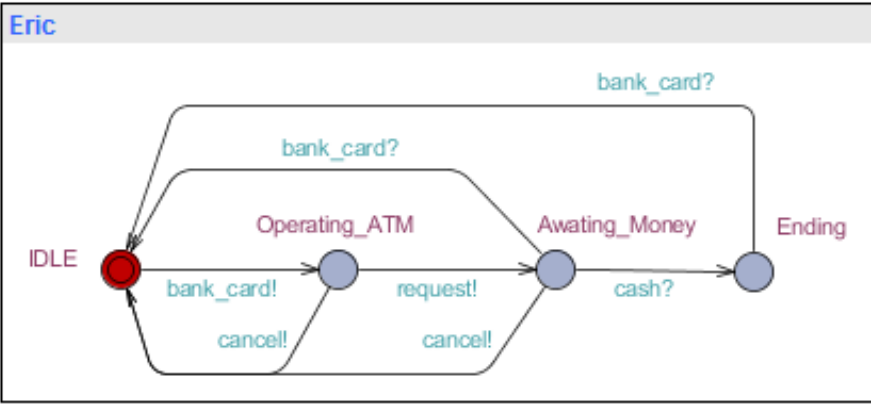 Eric
bank_card?
bank_card?
Operating_ATM
Awating_Money
Ending
IDLE
bank_card!
request!
cash?
cancel!
cancel!